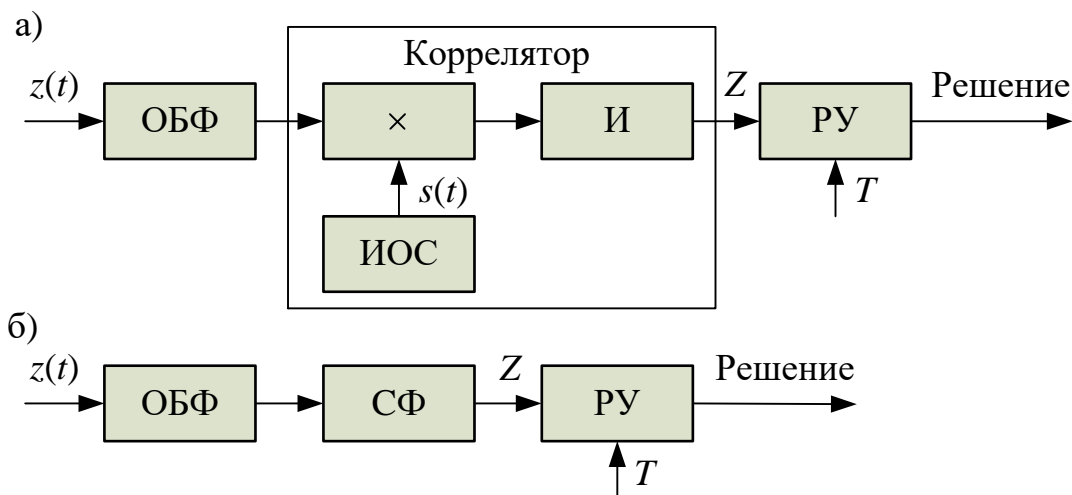 а)
Коррелятор
z(t)
ОБФ
×
И
Z
РУ
Решение
s(t)
T
ИОС
б)
z(t)
ОБФ
СФ
Z
РУ
Решение
T